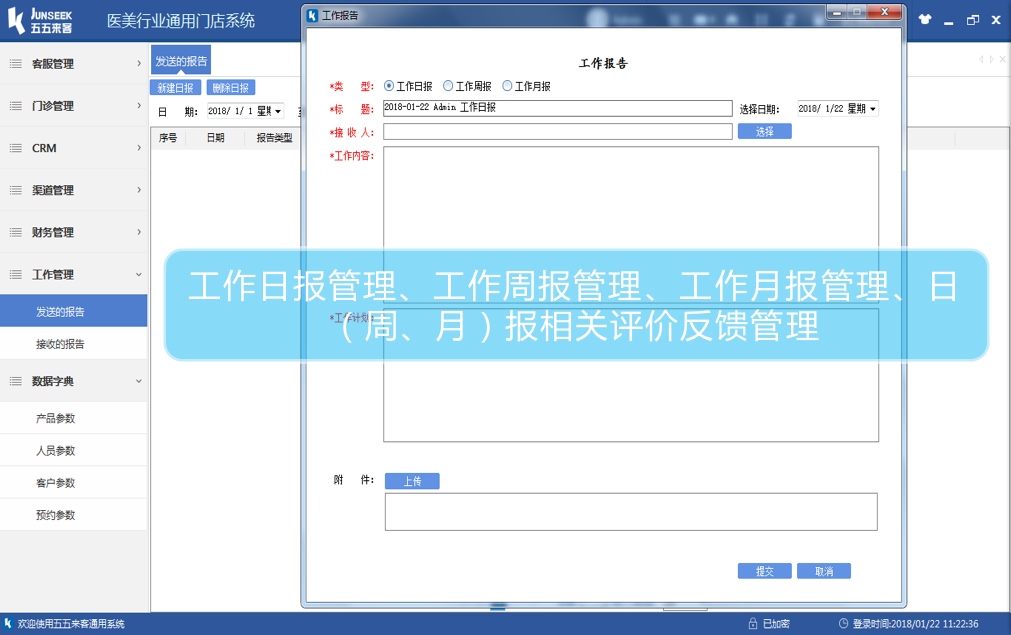 JUNSEEK
五五来客
医美行业通用门店系统
工作报告
客服管理
门诊管理
CRM
渠道管理
财务管理
工作管理
发送的报告
接收的报告
数据字典
产品参数
人员参数
客户参数
预约参数
发送的报告
新建日报 删除日报
日 期: 2018/ 1/ 1 星期
序号 日期 报告类型
工作报告
*类 型: 工作日报 工作周报 工作月报
*标 题: 2018-01-22 Admin 工作日报 选择日期: 2018/ 1/22 星期
*接 收 人: 选择
*工作内容:
工作日报管理、工作周报管理、工作月报管理、日
（周、月）报相关评价反馈管理
*工作计划:
附 件: 上传
提交 取消
欢迎使用五五来客通用系统 已加密 登录时间:2018/01/22 11:22:36